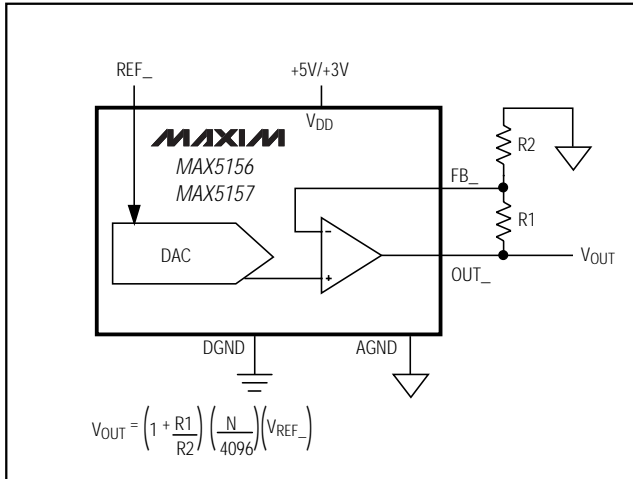 REF_
+5V/+3V
VDD
MAXIM
MAX5156
MAX5157
R2
FB_
R1
DAC
-
+
VOUT
OUT_
DGND
AGND
VOUT = (1 + R1/R2) (N/4096) (VREF_)